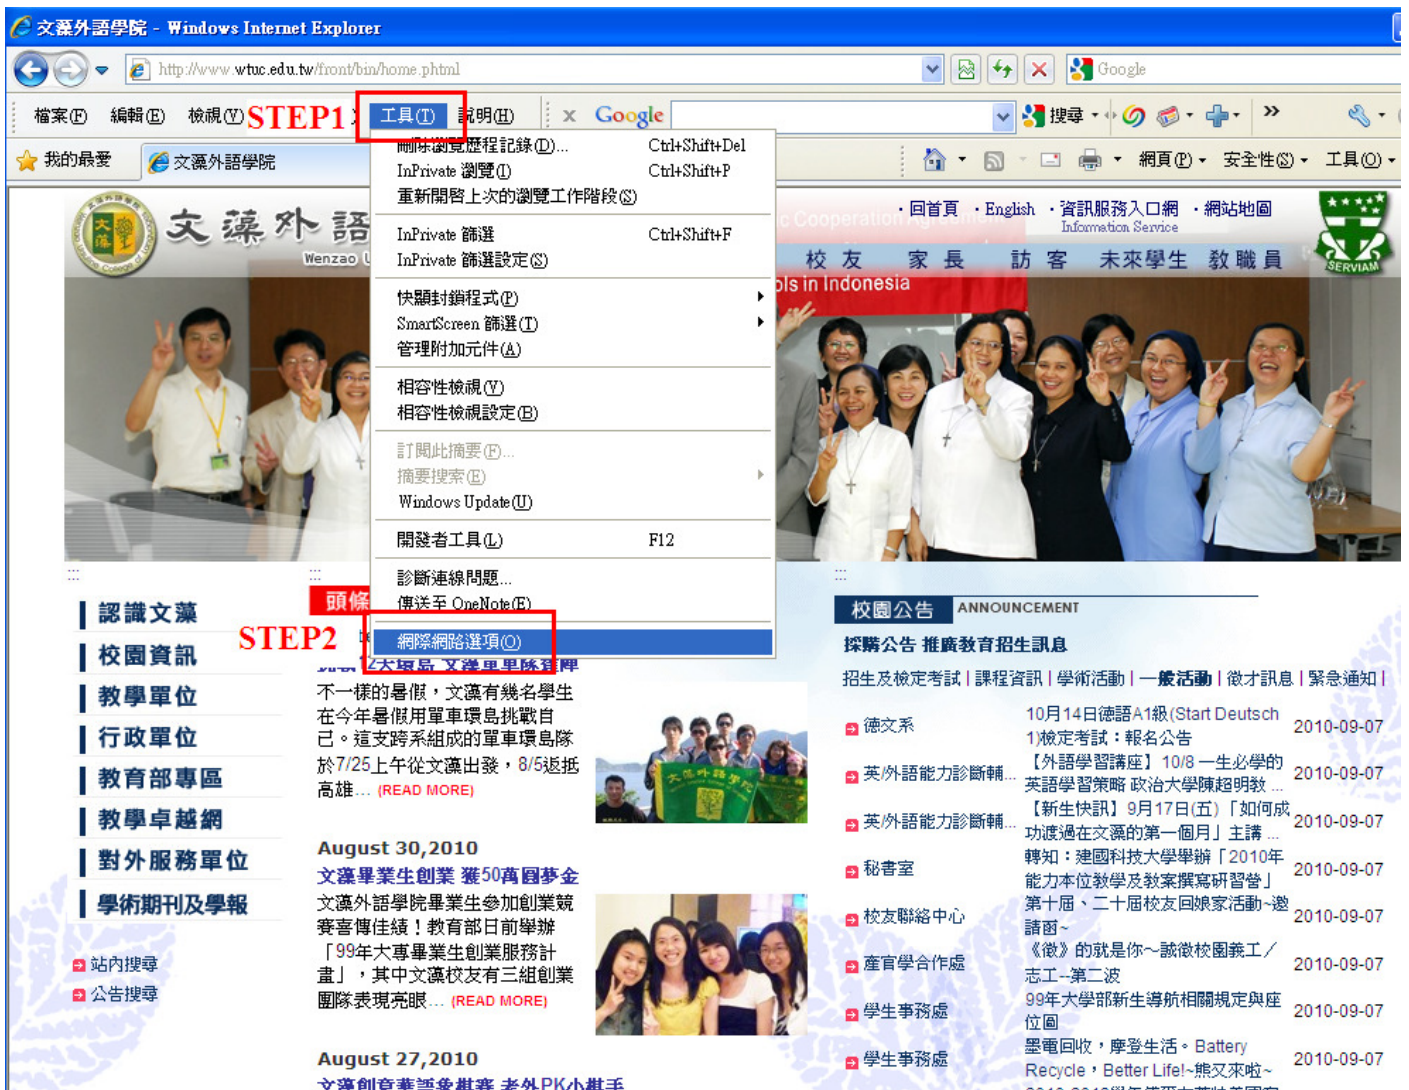 文藻外語學院 - Windows Internet Explorer
http://www.wtuc.edu.tw/front/bin/home.phtml
Google
檔案(F) 編輯(E) 檢視(V) STEP1 工具(T) 說明(H) x Google 搜尋
我的最愛 文藻外語學院 網頁(P) 安全性(S) 工具(O)
刪除瀏覽歷程記錄(D)... Ctrl+Shift+Del
InPrivate 瀏覽(I) Ctrl+Shift+P
重新開啓上次的瀏覽工作階段(S)
InPrivate 篩選 Ctrl+Shift+F
InPrivate 篩選設定(S)
快顯封鎖程式(P)
SmartScreen 篩選(T)
管理附加元件(A)
相容性檢視(V)
相容性檢視設定(B)
訂閱此摘要(F)...
摘要搜索(E)
Windows Update(U)
開發者工具(L) F12
診斷連線問題...
傳送至 OneNote(E)
STEP2 網際網路選項(O)
文藻外語
Wenzao
文藻
c Cooperation
・回首頁 ・English ・資訊服務入口網 ・網站地圖
Information Service
校友 家長 訪客 未來學生 教職員
SERVIAM
ols in Indonesia
認識文藻
校園資訊
教學單位
行政單位
教育部專區
教學卓越網
對外服務單位
學術期刊及學報
站內搜尋
公告搜尋
頭條
不一樣的暑假，文藻有幾名學生
在今年暑假用單車環島挑戰自
己。這支跨系組成的單車環島隊
於7/25上午從文藻出發，8/5返抵
高雄... (READ MORE)
文藻外語學院
August 30,2010
文藻畢業生創業 獲50萬圓夢金
文藻外語學院畢業生參加創業競
賽喜傳佳績！教育部日前舉辦
「99年大專畢業生創業服務計
畫」，其中文藻校友有三組創業
團隊表現亮眼... (READ MORE)
August 27,2010
文藻創意華語象棋賽 老外PK小棋手
校園公告 ANNOUNCEMENT
採購公告 推廣教育招生訊息
招生及檢定考試 | 課程資訊 | 學術活動 | 一般活動 | 徵才訊息 | 緊急通知 |
德文系 10月14日德語A1級(Start Deutsch
1)檢定考試：報名公告 2010-09-07
英/外語能力診斷輔... 【外語學習講座】10/8 一生必學的
英語學習策略 政治大學陳超明教 ... 2010-09-07
英/外語能力診斷輔... 【新生快訊】9月17日(五)「如何成
功渡過在文藻的第一個月」主講 ... 2010-09-07
秘書室 轉知：建國科技大學舉辦「2010年
能力本位教學及教案撰寫研習營」 2010-09-07
校友聯絡中心 第十屆、二十屆校友回娘家活動~邀
請函~ 2010-09-07
產官學合作處 《徵》的就是你～誠徵校園義工／
志工--第二波 2010-09-07
學生事務處 99年大學部新生導航相關規定與座
位圖 2010-09-07
學生事務處 墨電回收，摩登生活。Battery
Recycle，Better Life!~熊又來啦~ 2010-09-07